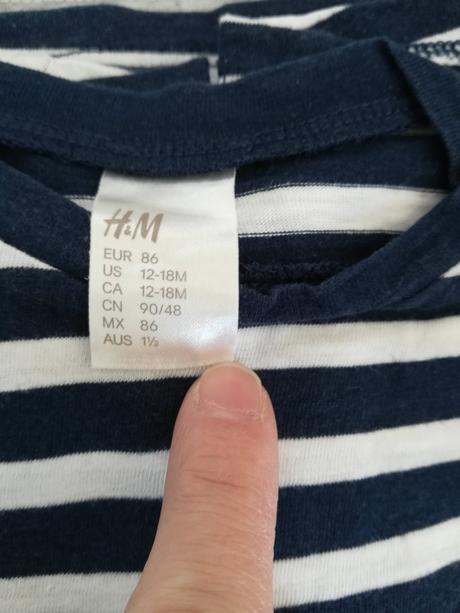 H&M
EUR 86
US 12-18M
CA 12-18M
CN 90/48
MX 86
AUS 1½